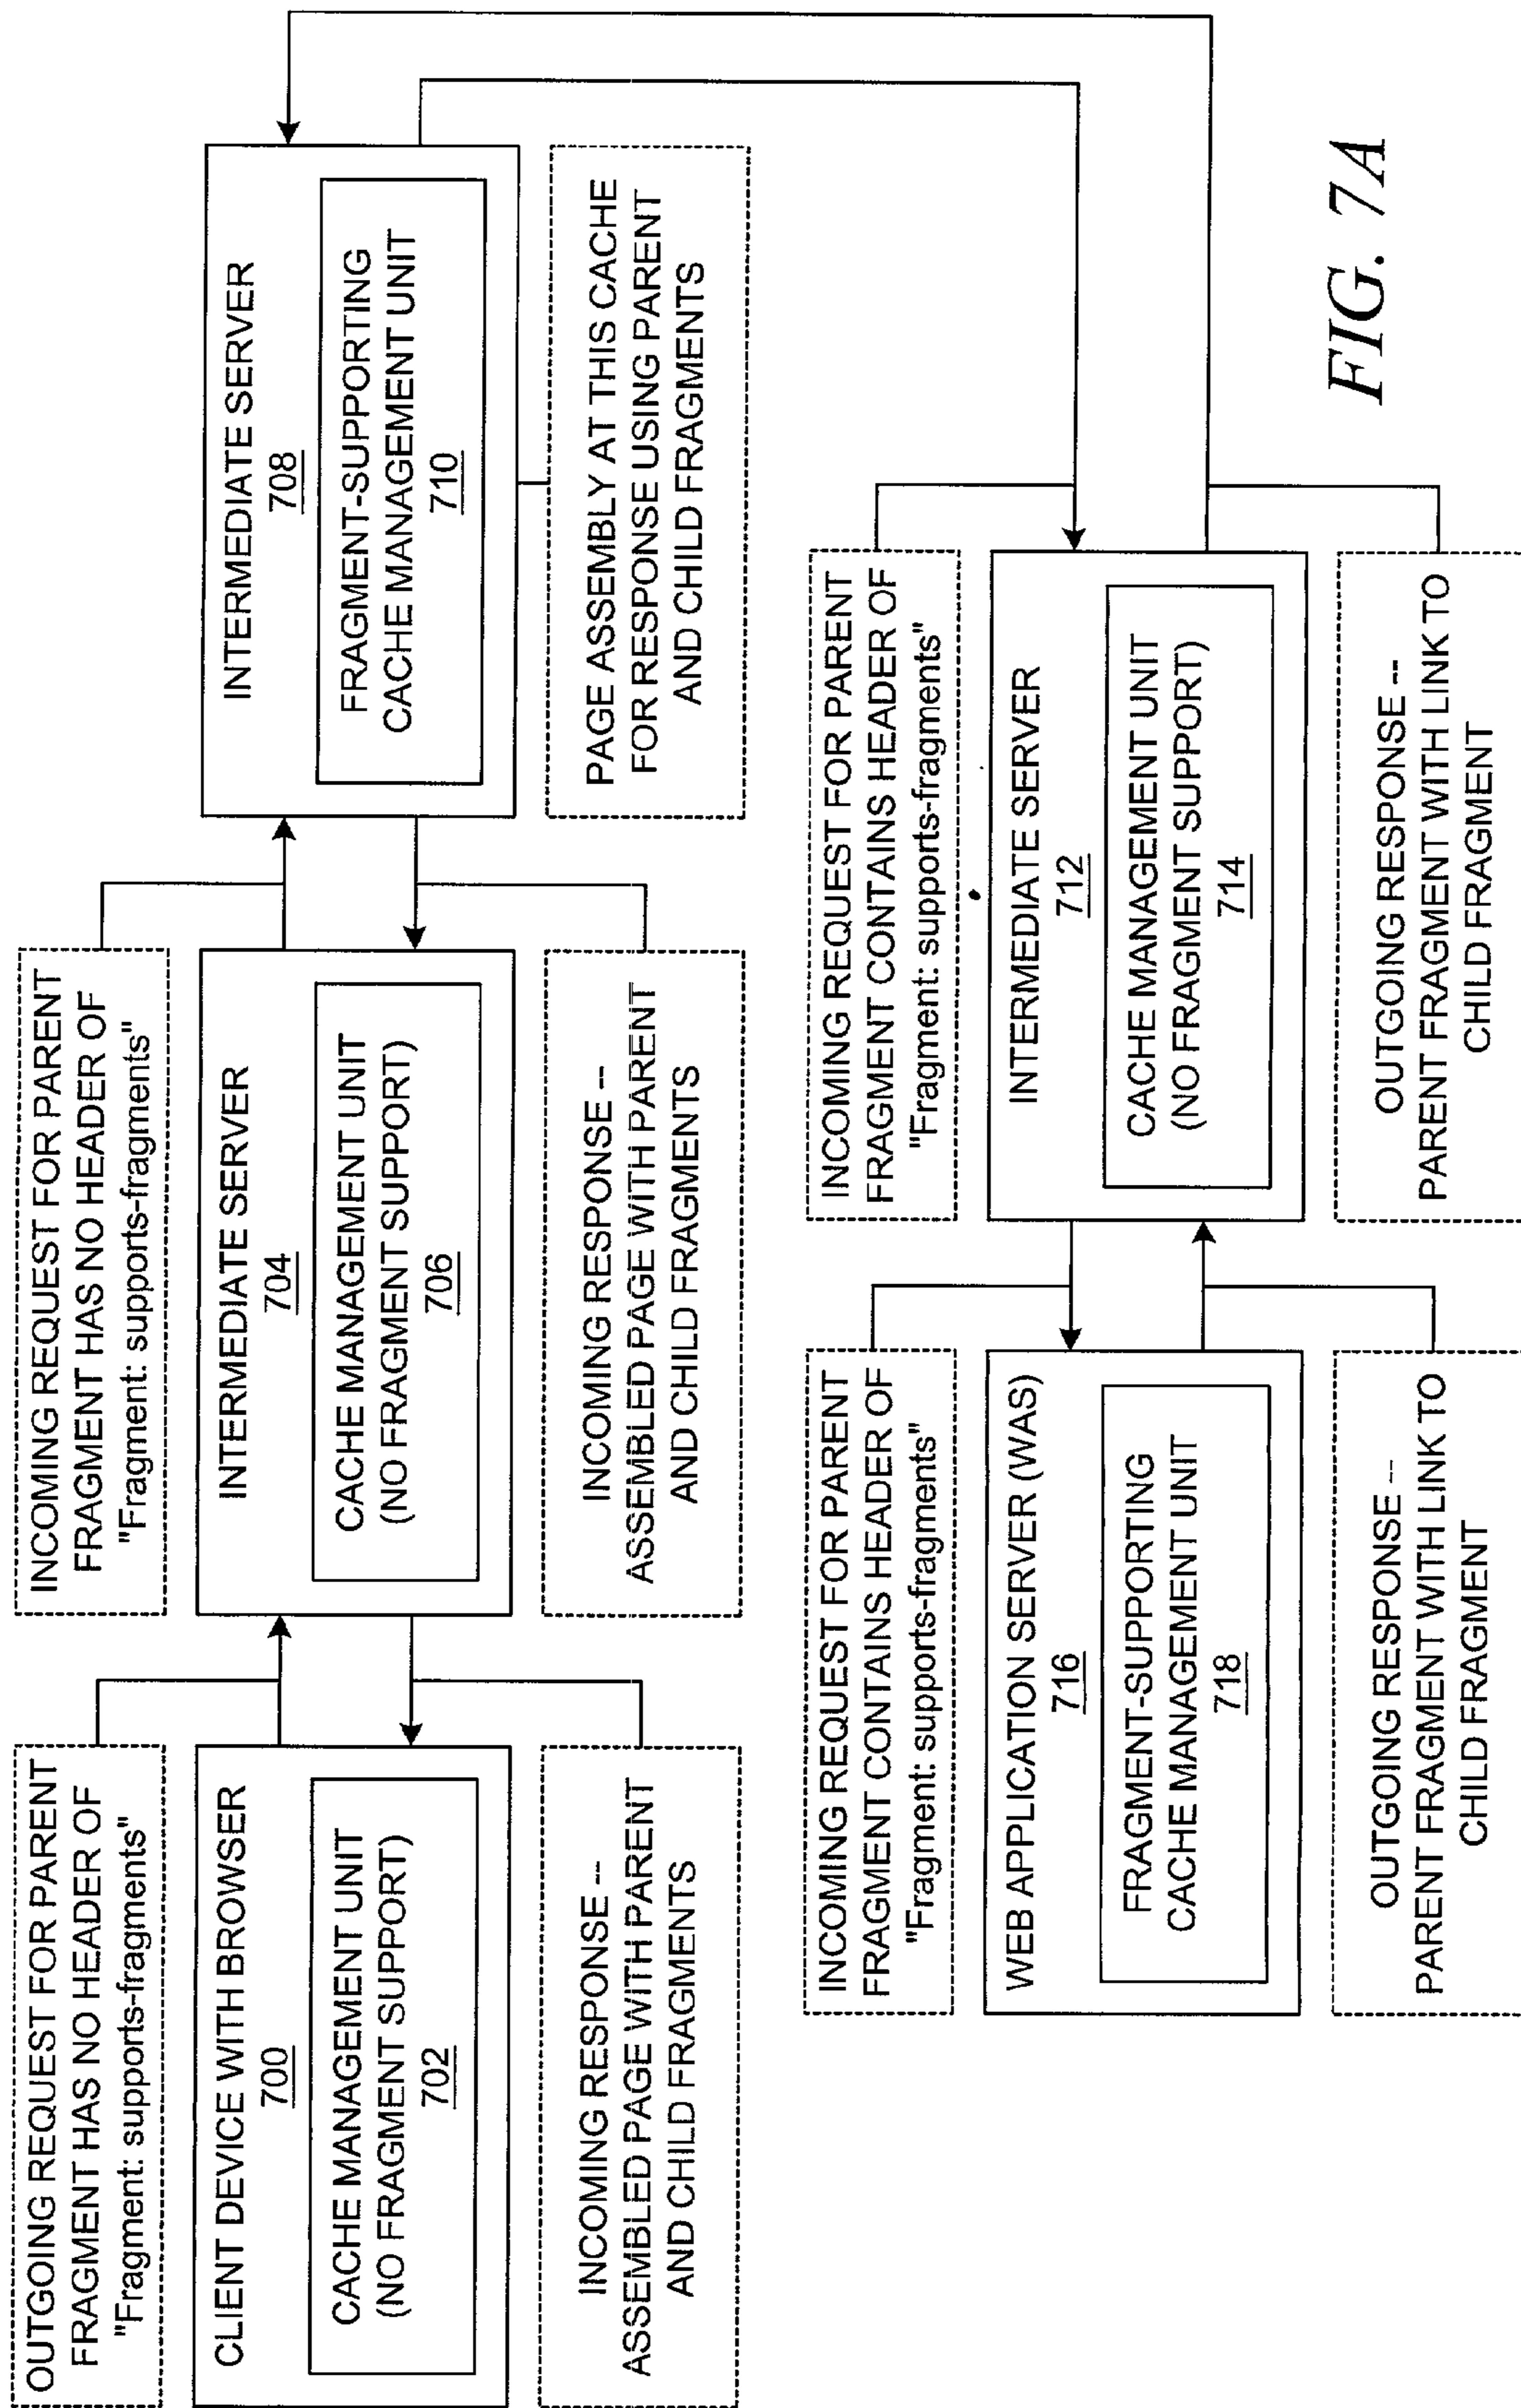 OUTGOING REQUEST FOR PARENT
FRAGMENT HAS NO HEADER OF
"Fragment: supports-fragments"
CLIENT DEVICE WITH BROWSER
700
CACHE MANAGEMENT UNIT
(NO FRAGMENT SUPPORT)
702
INCOMING RESPONSE --
ASSEMBLED PAGE WITH PARENT
AND CHILD FRAGMENTS
INCOMING REQUEST FOR PARENT
FRAGMENT HAS NO HEADER OF
"Fragment: supports-fragments"
INTERMEDIATE SERVER
704
CACHE MANAGEMENT UNIT
(NO FRAGMENT SUPPORT)
706
INCOMING RESPONSE --
ASSEMBLED PAGE WITH PARENT
AND CHILD FRAGMENTS
INTERMEDIATE SERVER
708
FRAGMENT-SUPPORTING
CACHE MANAGEMENT UNIT
710
PAGE ASSEMBLY AT THIS CACHE
FOR RESPONSE USING PARENT
AND CHILD FRAGMENTS
INCOMING REQUEST FOR PARENT
FRAGMENT CONTAINS HEADER OF
"Fragment: supports-fragments"
WEB APPLICATION SERVER (WAS)
716
FRAGMENT-SUPPORTING
CACHE MANAGEMENT UNIT
718
OUTGOING RESPONSE --
PARENT FRAGMENT WITH LINK TO
CHILD FRAGMENT
INCOMING REQUEST FOR PARENT
FRAGMENT CONTAINS HEADER OF
"Fragment: supports-fragments"
INTERMEDIATE SERVER
712
CACHE MANAGEMENT UNIT
(NO FRAGMENT SUPPORT)
714
OUTGOING RESPONSE --
PARENT FRAGMENT WITH LINK TO
CHILD FRAGMENT
FIG. 7A